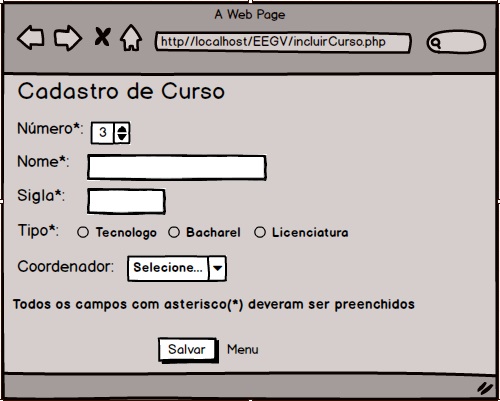 A Web Page
http//localhost/EEGV/incluirCurso.php
Cadastro de Curso
Número*: 3
Nome*:
Sigla*:
Tipo*: Tecnologo Bacharel Licenciatura
Coordenador: Selecione...
Todos os campos com asterisco(*) deveram ser preenchidos
Salvar Menu